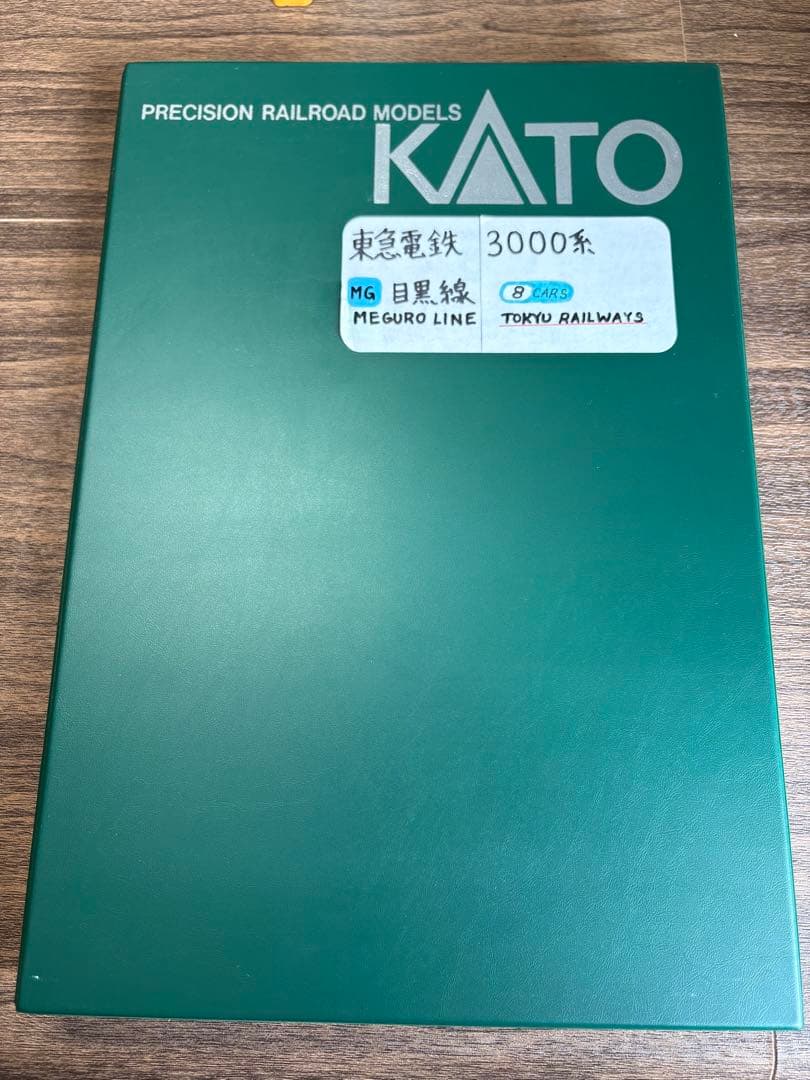 PRECISION RAILROAD MODELS
KATO
東急電鉄 3000系
MG 目黒線 8 CARS
MEGURO LINE TOKYU RAILWAYS